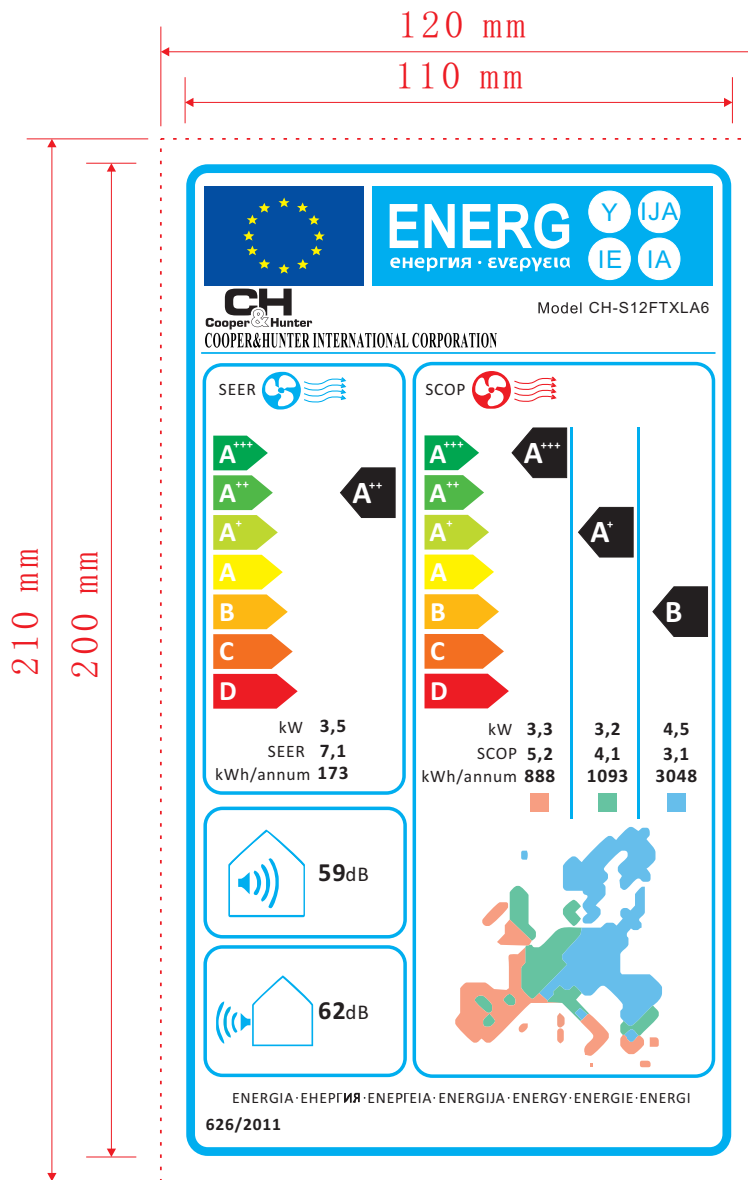 120 mm
110 mm
210 mm
200 mm
ENERG
енергия · ενεργεια
Y IJA
IE IA
CH
Cooper&Hunter
Model CH-S12FTXLA6
COOPER&HUNTER INTERNATIONAL CORPORATION
SEER
A+++
A++
A+
A
B
C
D
A++
kW 3,5
SEER 7,1
kWh/annum 173
SCOP
A+++
A++
A+
A
B
C
D
A+++
A+
B
kW 3,3 3,2 4,5
SCOP 5,2 4,1 3,1
kWh/annum 888 1093 3048
59dB
62dB
ENERGIA·ЕНЕРГИЯ·ΕΝΕΡΓΕΙΑ·ENERGIJA·ENERGY·ENERGIE·ENERGI
626/2011